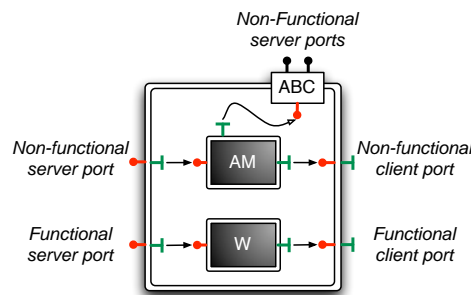 Non-Functional
server ports
ABC
Non-functional
server port
AM
Non-functional
client port
Functional
server port
W
Functional
client port